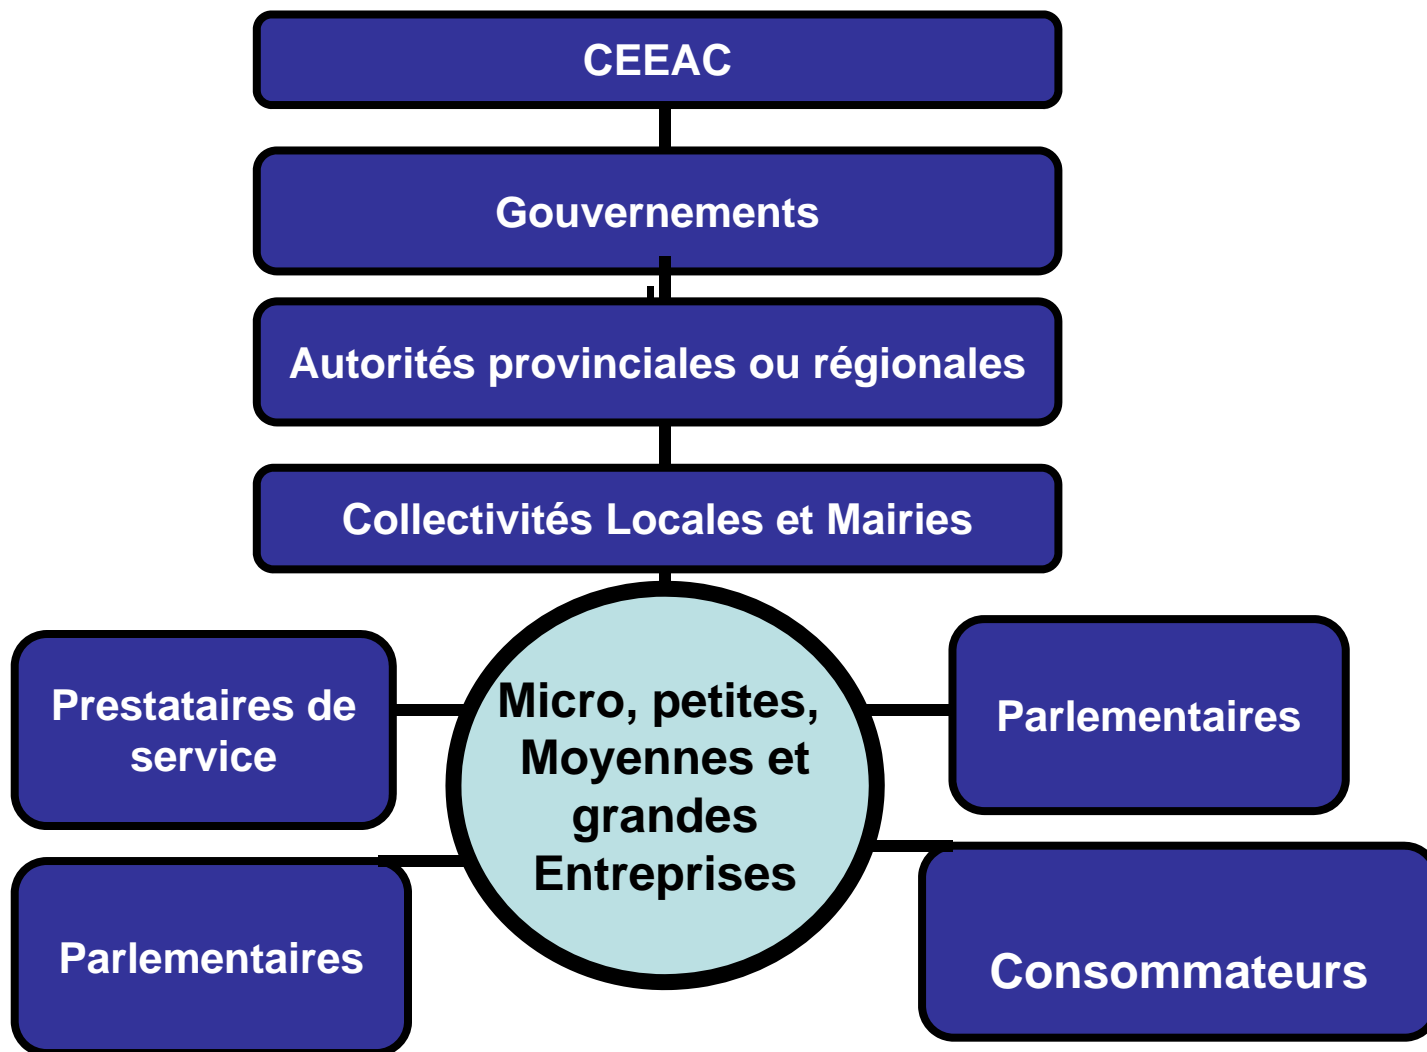 CEEAC
Gouvernements
Autorités provinciales ou régionales
Collectivités Locales et Mairies
Prestataires de
service
Micro, petites,
Moyennes et
grandes
Entreprises
Parlementaires
Parlementaires
Consommateurs